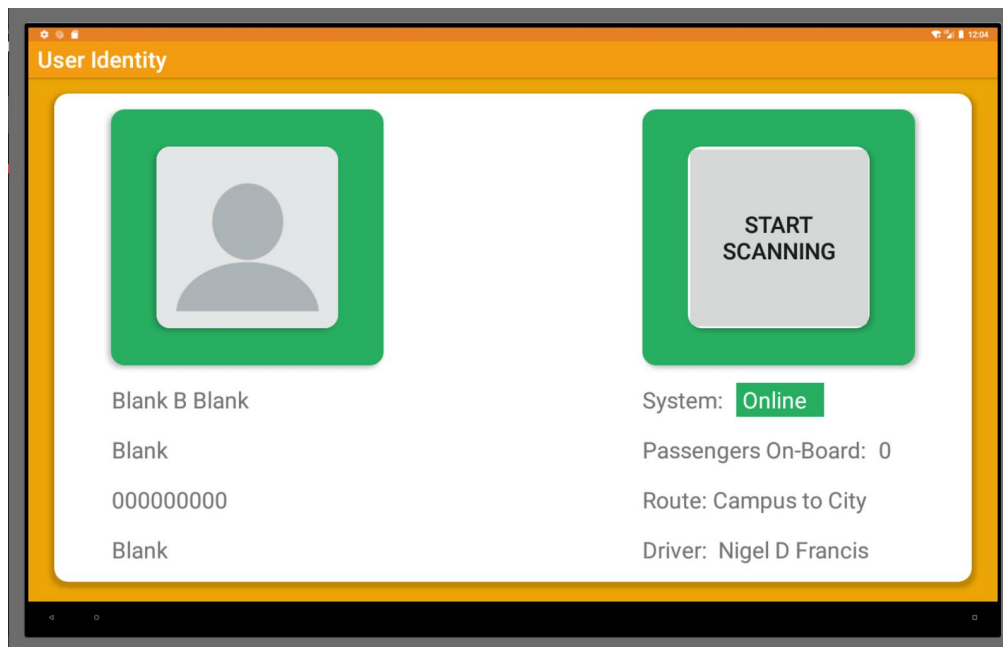 12:04
User Identity
START
SCANNING
Blank B Blank
Blank
000000000
Blank
System: Online
Passengers On-Board: 0
Route: Campus to City
Driver: Nigel D Francis